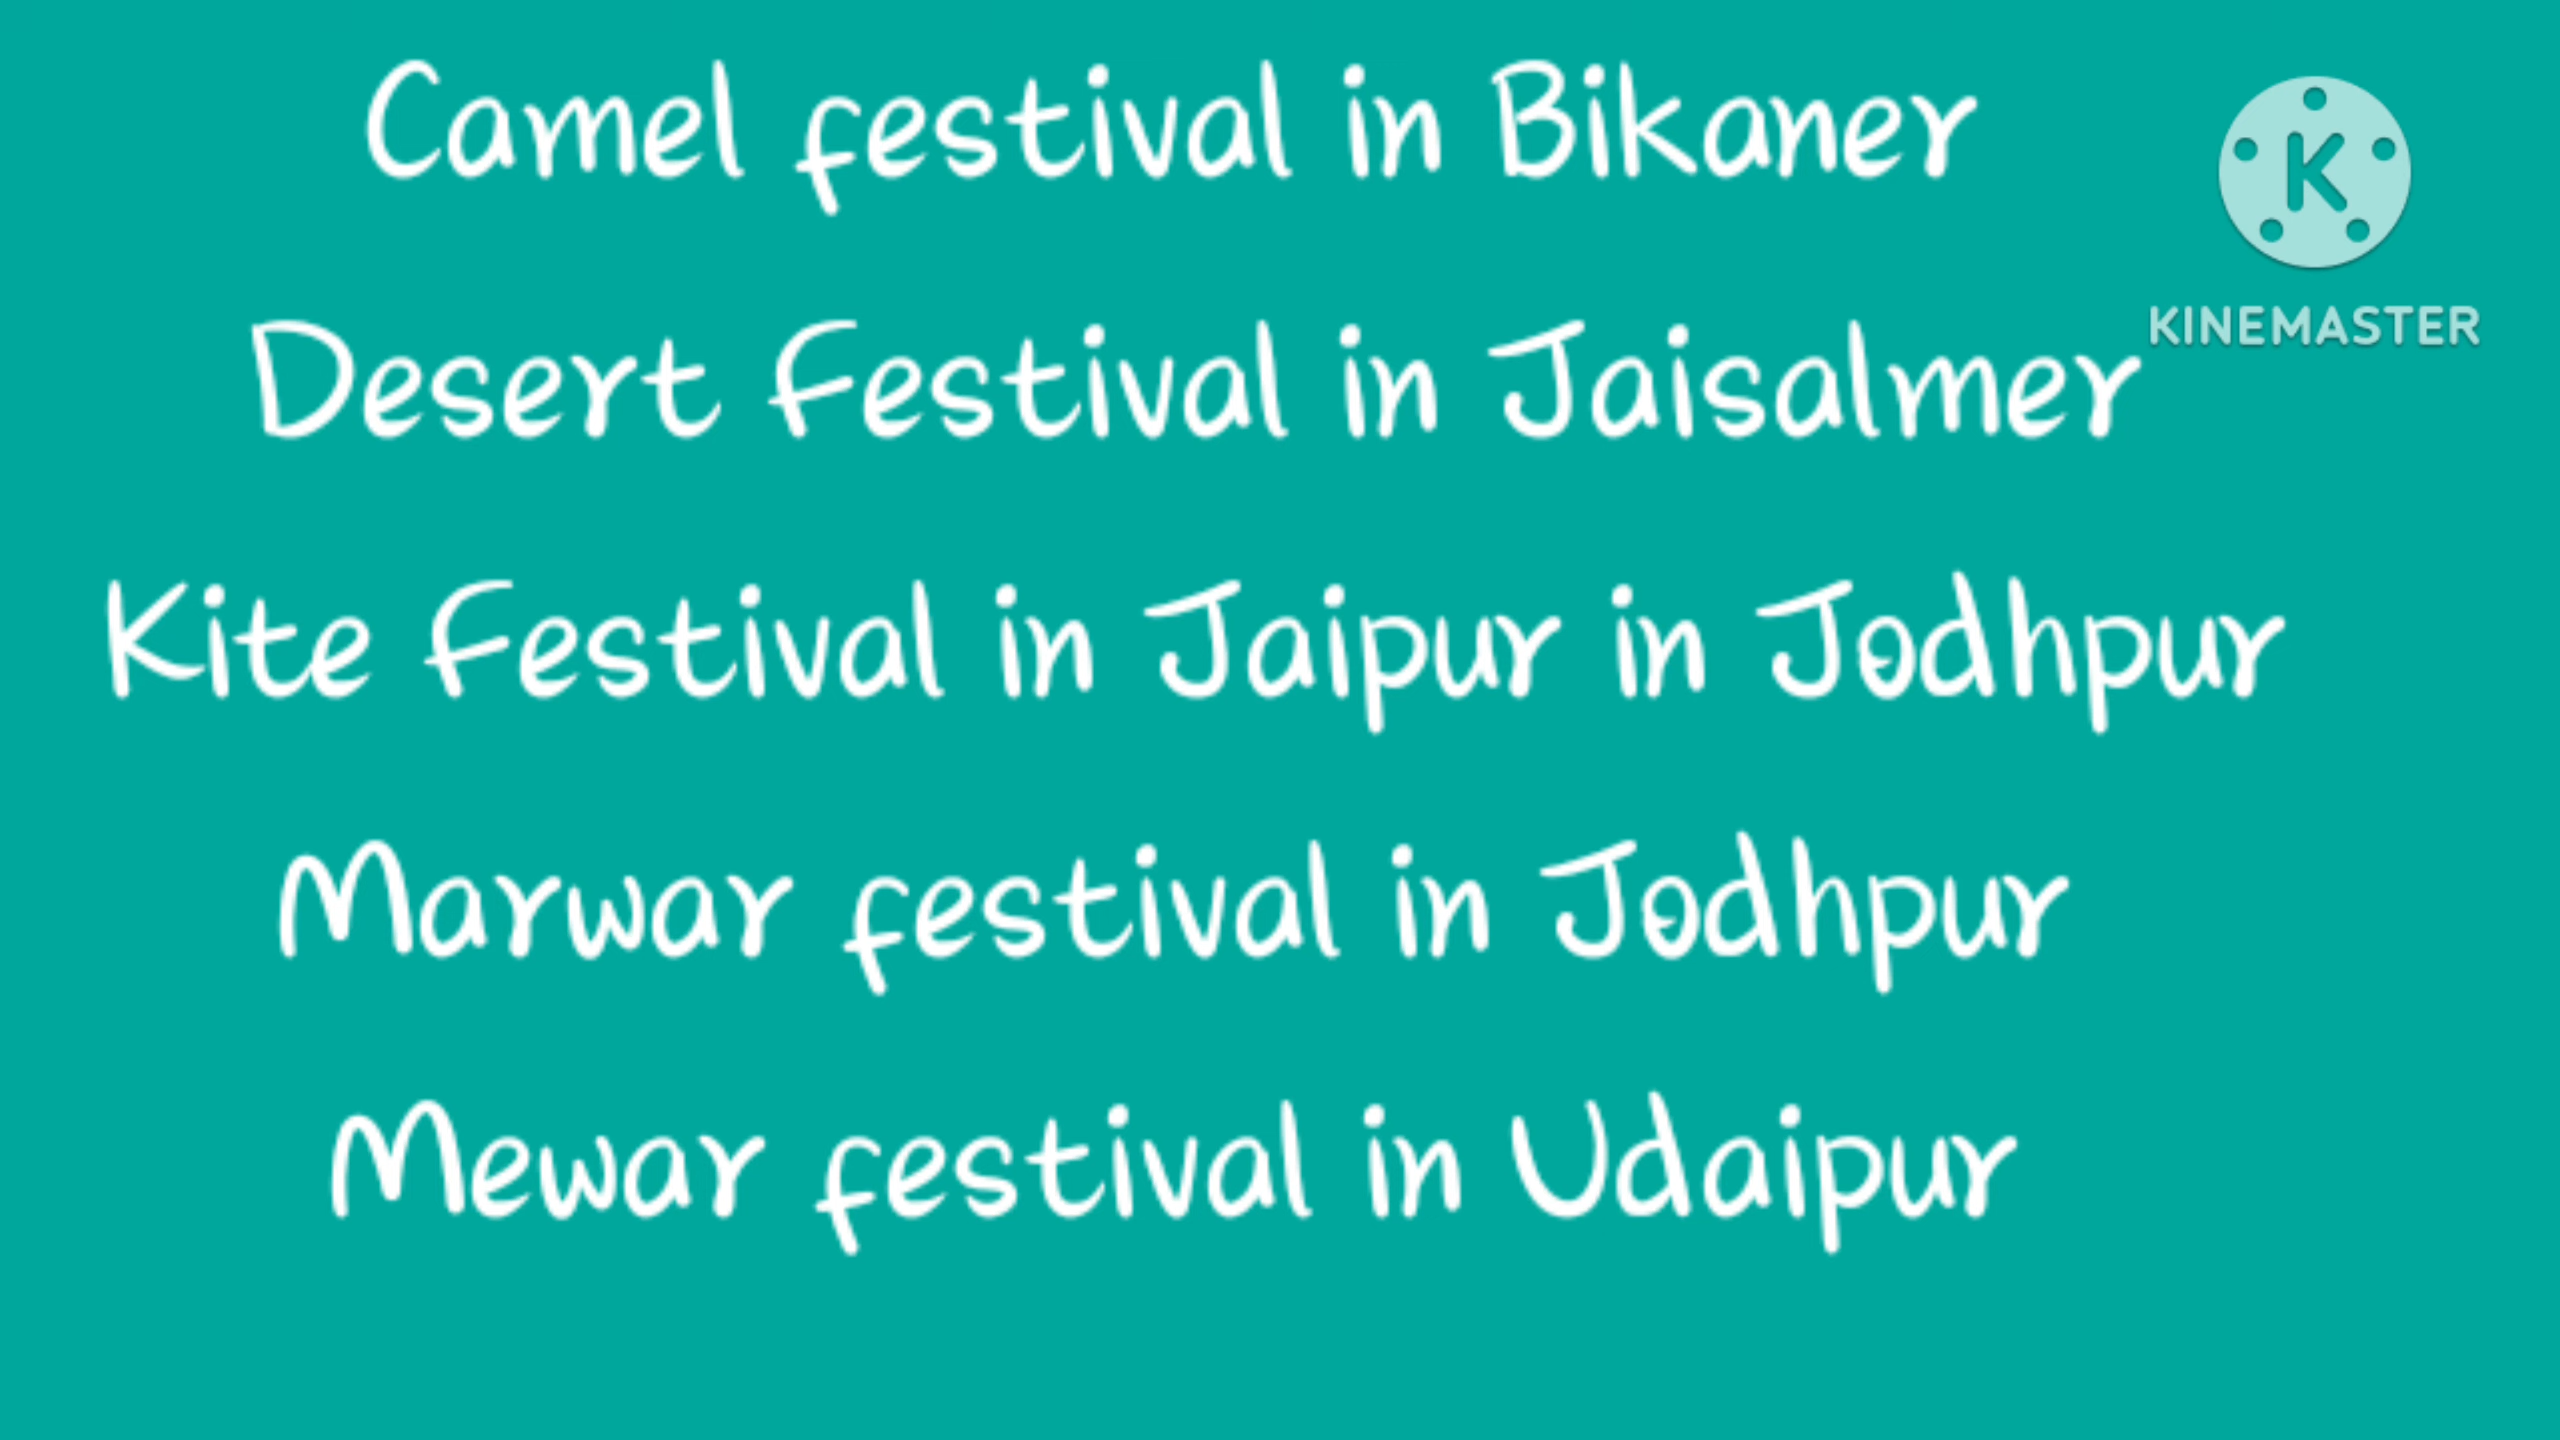 Camel festival in Bikaner
K
KINEMASTER
Desert Festival in Jaisalmer
Kite Festival in Jaipur in Jodhpur
Marwar festival in Jodhpur
Mewar festival in Udaipur